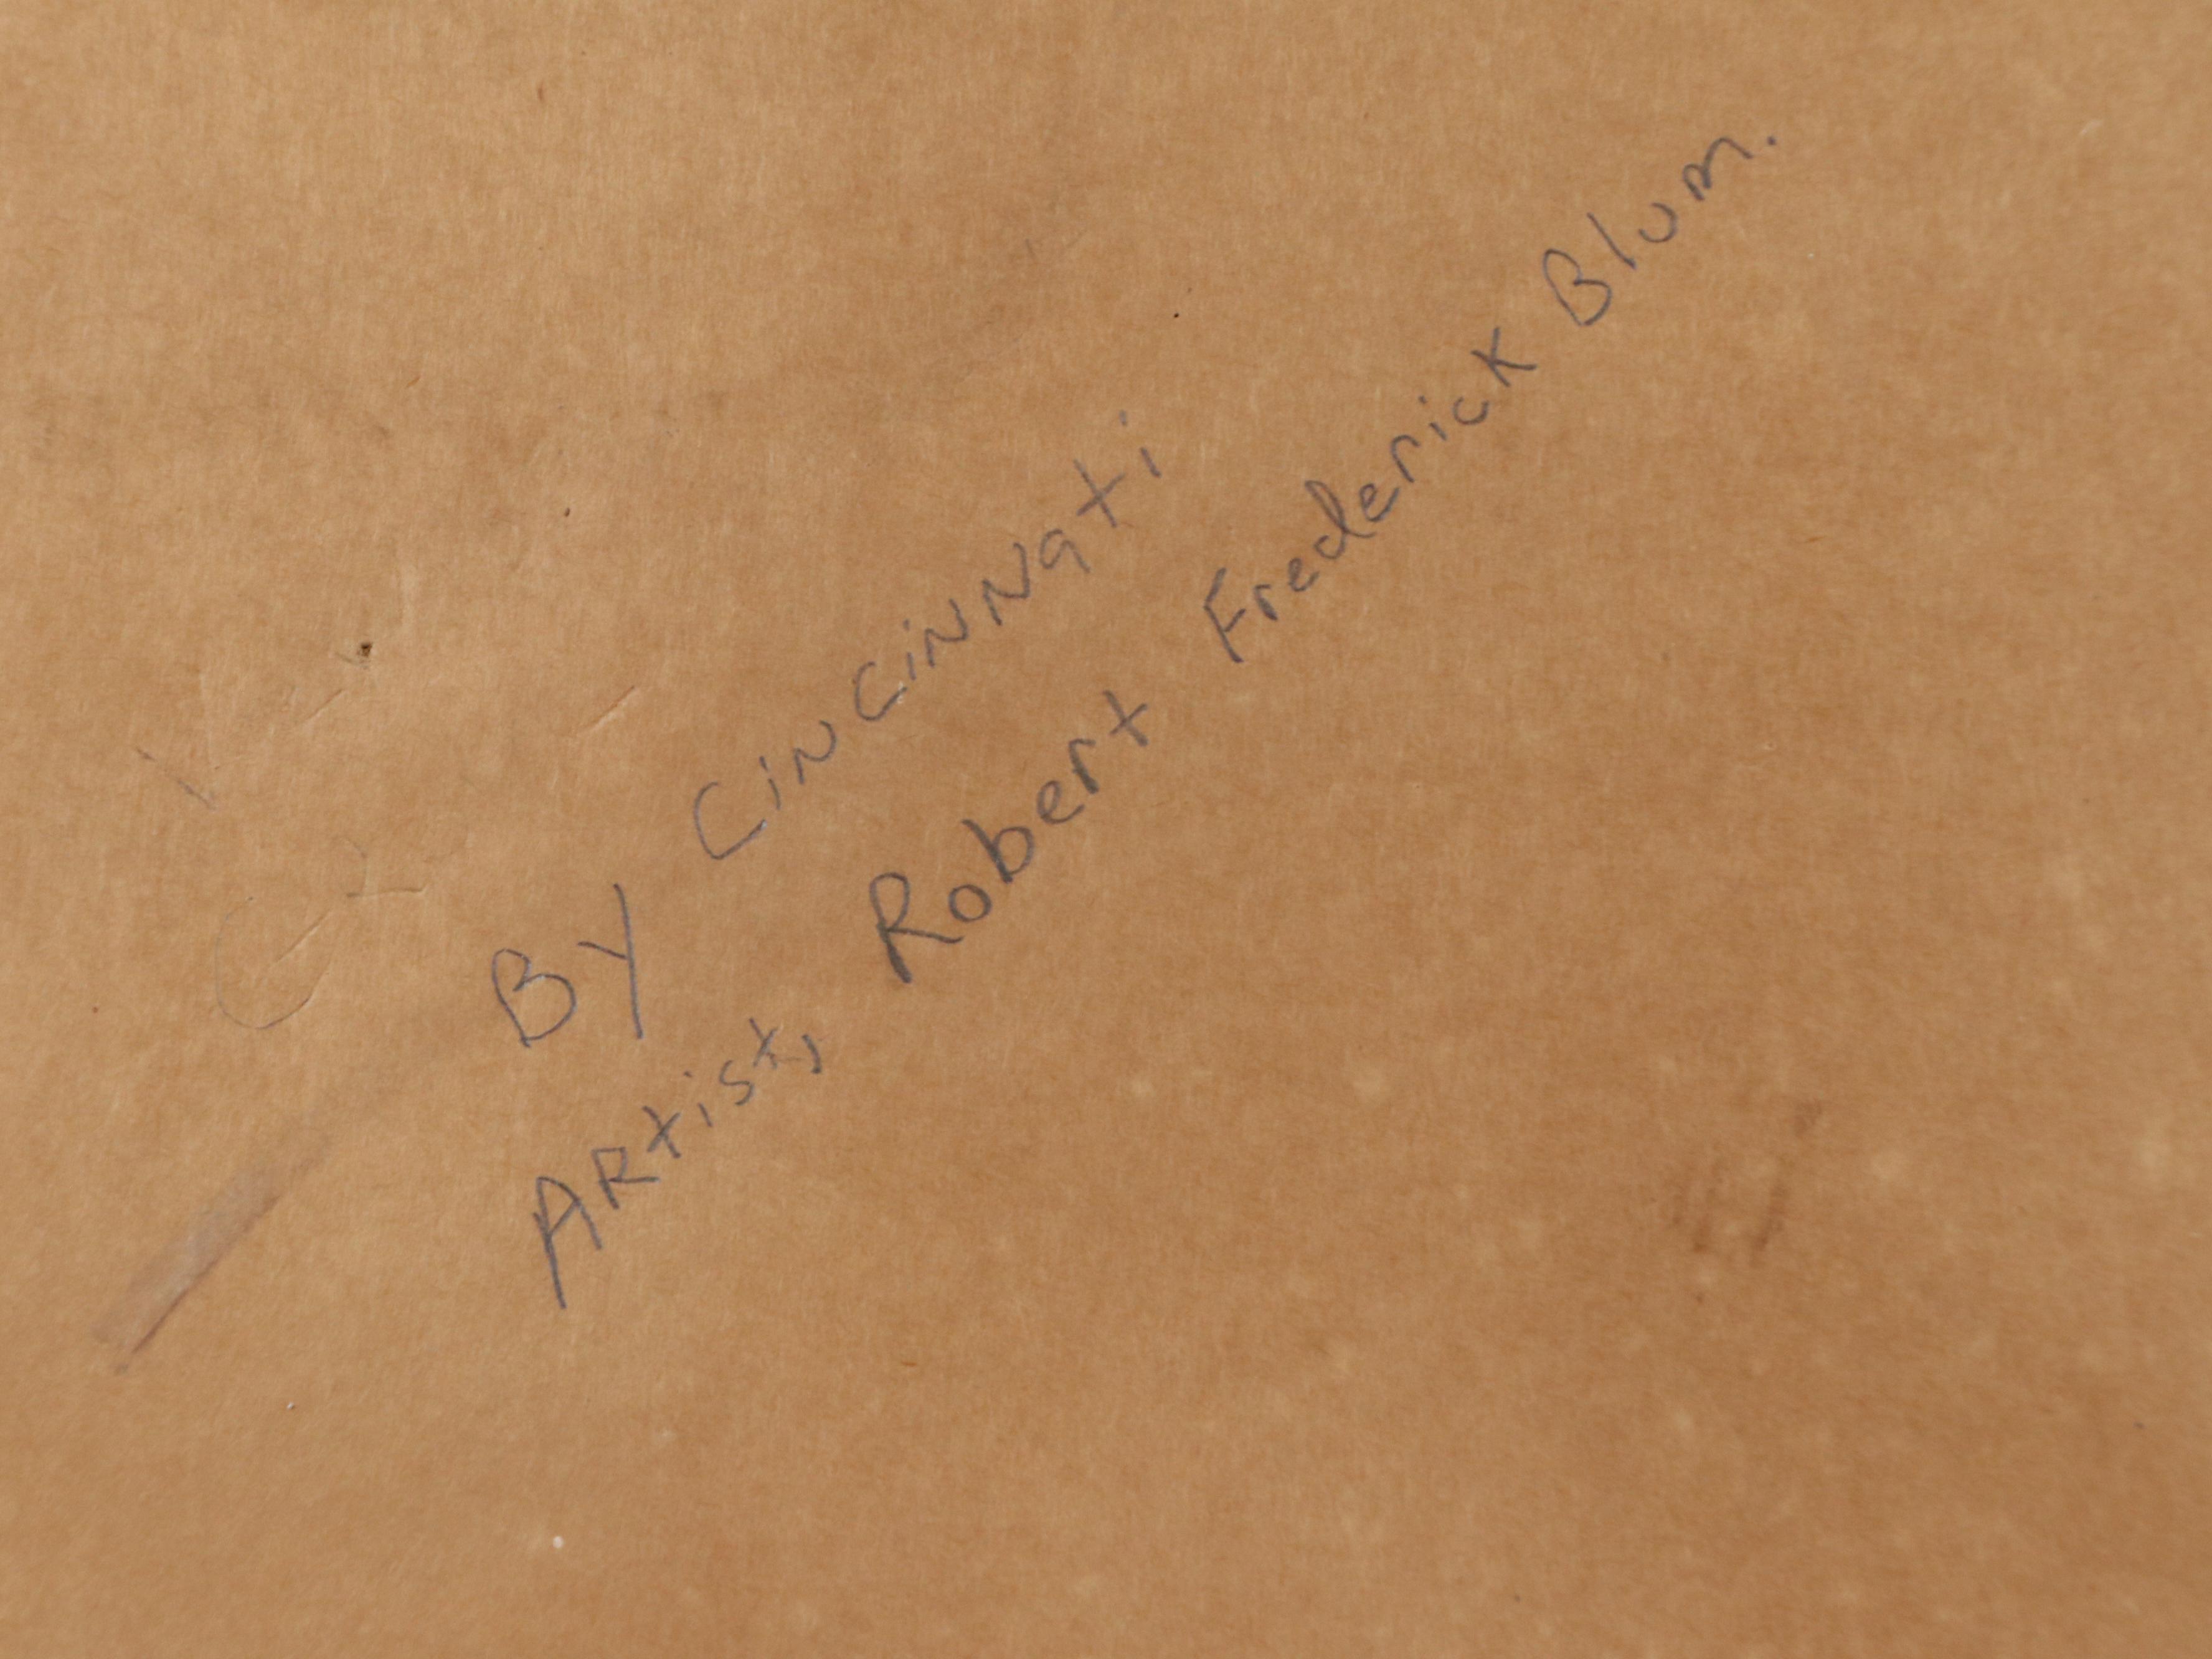 By CiNCiNNati
ARtist, Robert Frederick Blum.